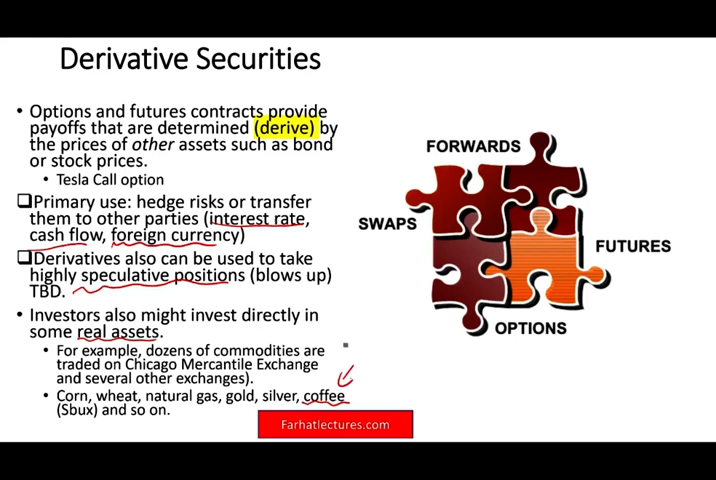 Derivative Securities
• Options and futures contracts provide
payoffs that are determined (derive) by
the prices of other assets such as bond
or stock prices.
• Tesla Call option
❑Primary use: hedge risks or transfer
them to other parties (interest rate,
cash flow, foreign currency)
❑Derivatives also can be used to take
highly speculative positions (blows up)
TBD.
• Investors also might invest directly in
some real assets.
• For example, dozens of commodities are
traded on Chicago Mercantile Exchange
and several other exchanges).
• Corn, wheat, natural gas, gold, silver, coffee
(Sbux) and so on.
FORWARDS
SWAPS
FUTURES
OPTIONS
Farhatlectures.com